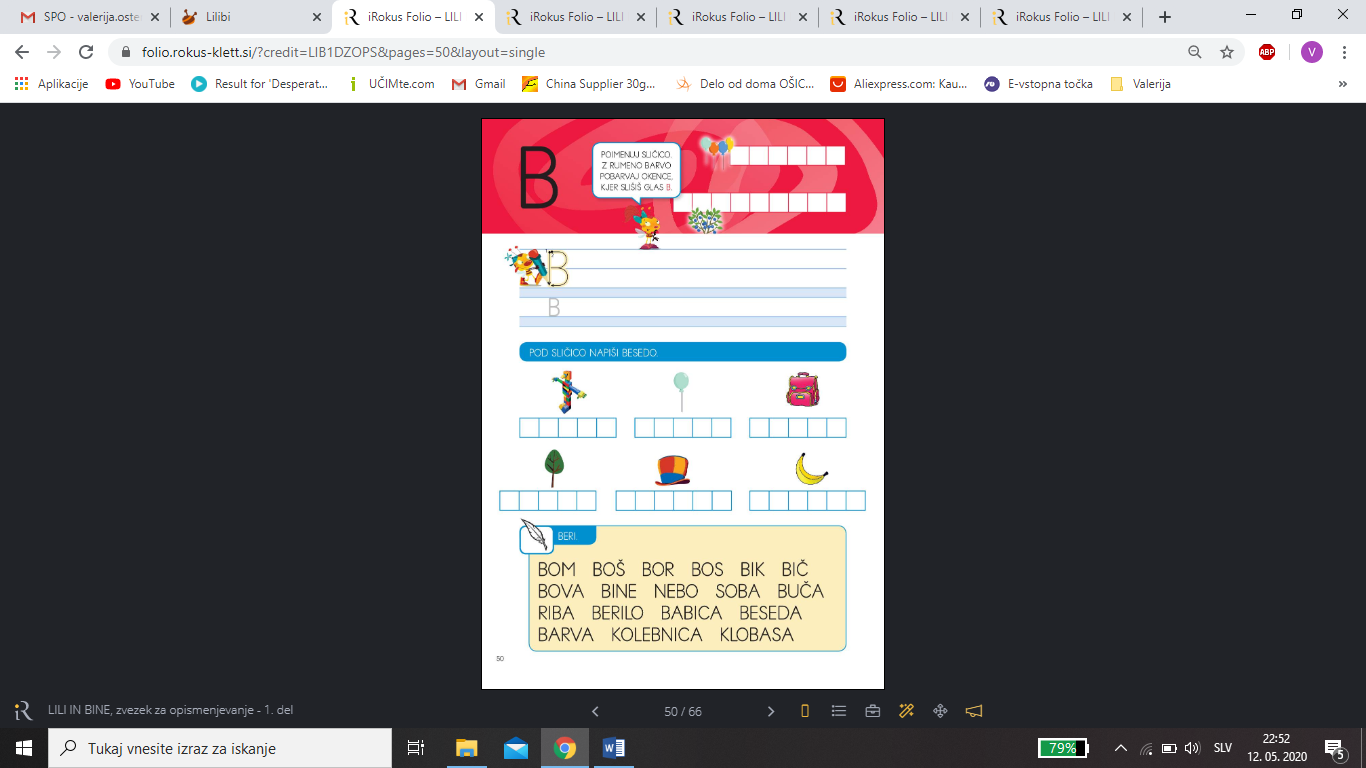 SPO - valerija.oste
Lilibi
iRokus Folio – LILI
iRokus Folio – LILI
iRokus Folio – LILI
iRokus Folio – LILI
iRokus Folio – LILI
folio.rokus-klett.si/?credit=LIB1DZOPS&pages=50&layout=single
ABP
V
Aplikacije
YouTube
Result for 'Desperat...
UČIMte.com
Gmail
China Supplier 30g...
Delo od doma OŠIC...
Aliexpress.com: Kau...
E-vstopna točka
Valerija
»
B
POIMENUJ SLIČICO.
Z RUMENO BARVO
POBARVAJ OKENCE,
KJER SLIŠIŠ GLAS B.
B
B
POD SLIČICO NAPIŠI BESEDO.
BERI.
BOM BOŠ BOR BOS BIK BIČ
BOVA BINE NEBO SOBA BUČA
RIBA BERILO BABICA BESEDA
BARVA KOLEBNICA KLOBASA
50
LILI IN BINE, zvezek za opismenjevanje - 1. del
50 / 66
Tukaj vnesite izraz za iskanje
79%
SLV
22:52
12. 05. 2020
5